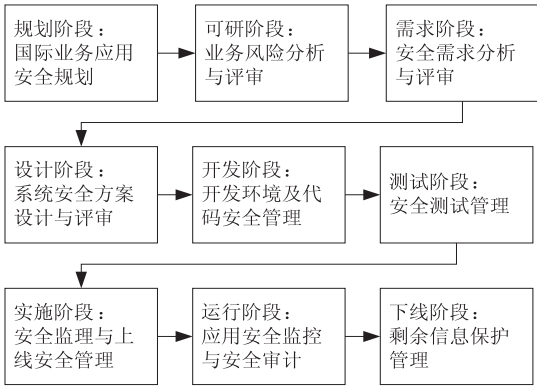 规划阶段：
国际业务应用
安全规划
可研阶段：
业务风险分析
与评审
需求阶段：
安全需求分析
与评审
设计阶段：
系统安全方案
设计与评审
开发阶段：
开发环境及代
码安全管理
测试阶段：
安全测试管理
实施阶段：
安全监理与上
线安全管理
运行阶段：
应用安全监控
与安全审计
下线阶段：
剩余信息保护
管理